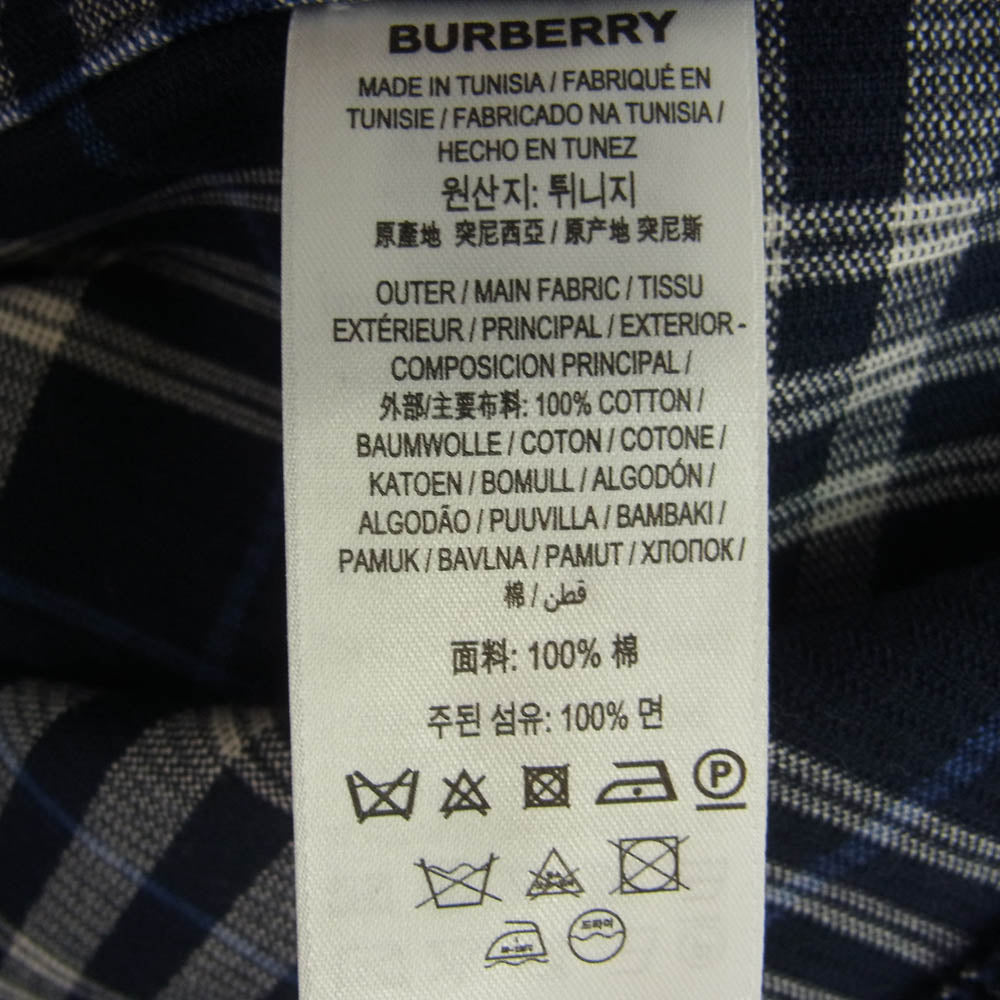 BURBERRY
MADE IN TUNISIA / FABRIQUÉ EN
TUNISIE / FABRICADO NA TUNISIA /
HECHO EN TUNEZ
원산지: 튀니지
原產地 突尼西亞 / 原产地 突尼斯
OUTER / MAIN FABRIC / TISSU
EXTÉRIEUR / PRINCIPAL / EXTERIOR -
COMPOSICION PRINCIPAL /
外部/主要布料: 100% COTTON /
BAUMWOLLE / COTON / COTONE /
KATOEN / BOMULL / ALGODÓN /
ALGODÃO / PUUVILLA / BAMBAKI /
PAMUK / BAVLNA / PAMUT / ХЛОПОК /
棉 / قطن
面料: 100% 棉
주된 섬유: 100% 면
P
드라이